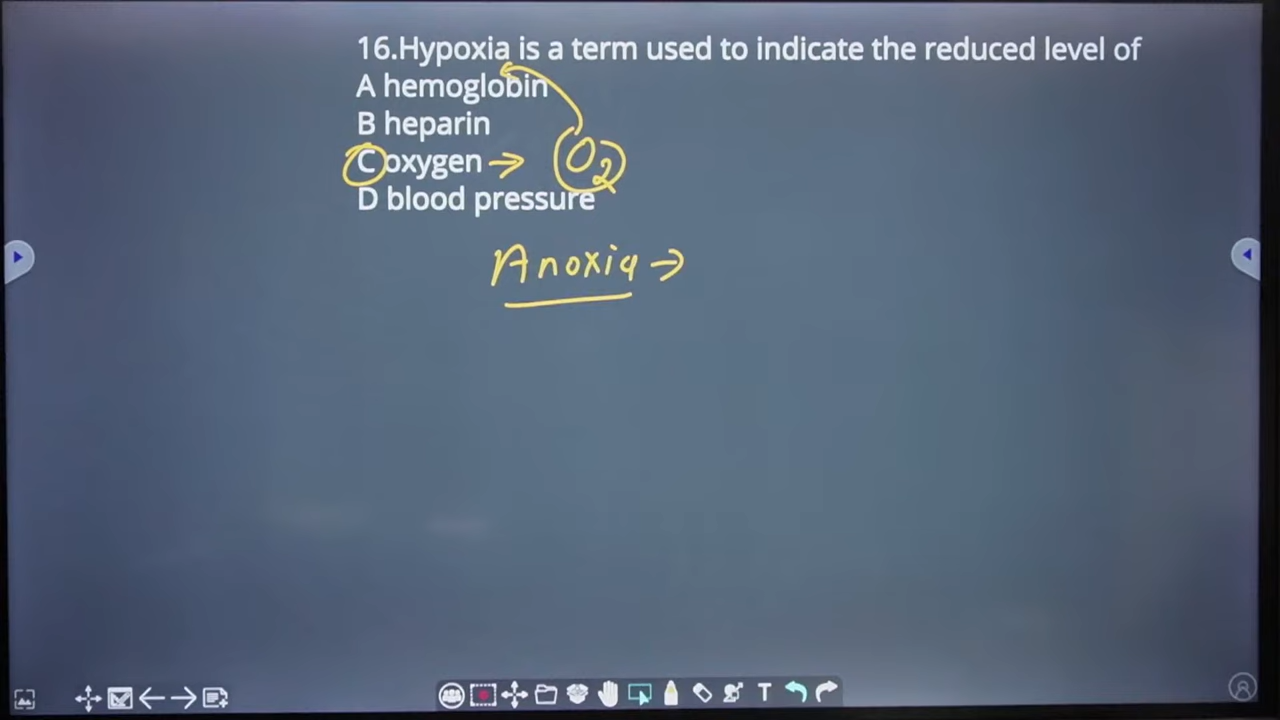 16.Hypoxia is a term used to indicate the reduced level of
A hemoglobin
B heparin
C oxygen → O2
D blood pressure
Anoxia →
T